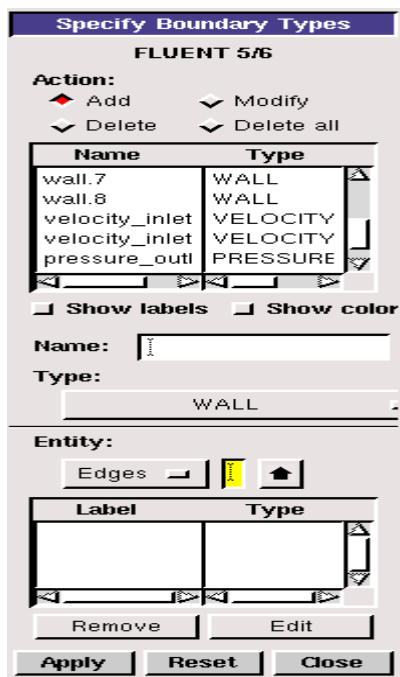 Specify Boundary Types
FLUENT 5/6
Action:
Add Modify
Delete Delete all
Name Type
wall.7 WALL
wall.8 WALL
velocity_inlet VELOCITY
velocity_inlet VELOCITY
pressure_outl PRESSURE
Show labels Show color
Name:
Type:
WALL
Entity:
Edges
Label Type
Remove Edit
Apply Reset Close